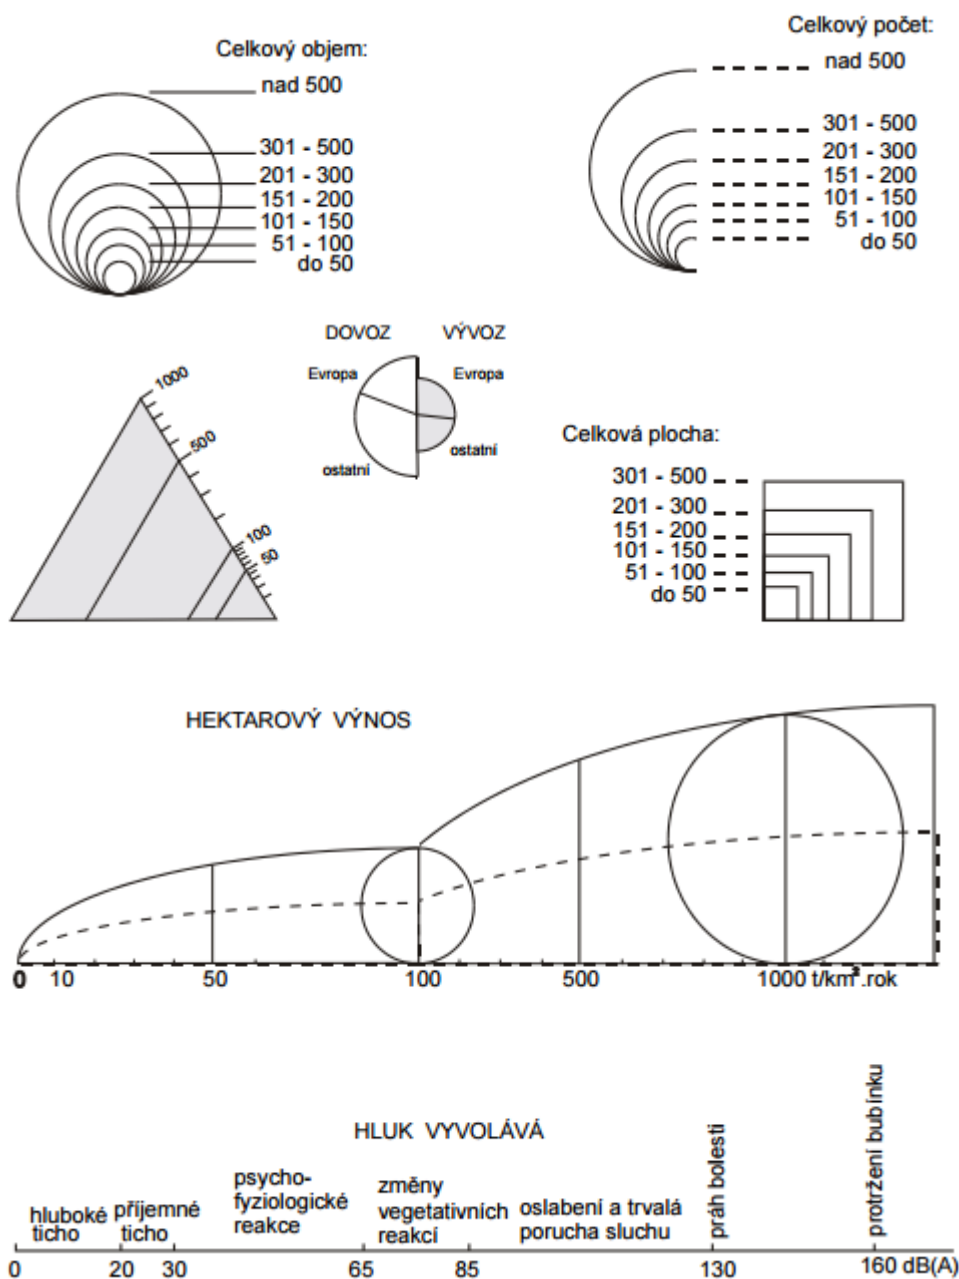 Celkový objem:
nad 500
301 - 500
201 - 300
151 - 200
101 - 150
51 - 100
do 50
Celkový počet:
nad 500
301 - 500
201 - 300
151 - 200
101 - 150
51 - 100
do 50
1000
500
100
50
DOVOZ VÝVOZ
Evropa Evropa
ostatní ostatní
Celková plocha:
301 - 500
201 - 300
151 - 200
101 - 150
51 - 100
do 50
HEKTAROVÝ VÝNOS
0 10 50 100 500 1000 t/km².rok
HLUK VYVOLÁVÁ
hluboké
ticho
příjemné
ticho
psycho-
fyziologické
reakce
změny
vegetativních
reakcí
oslabení a trvalá
porucha sluchu
práh bolesti
protržení bubínku
0 20 30 65 85 130 160 dB(A)